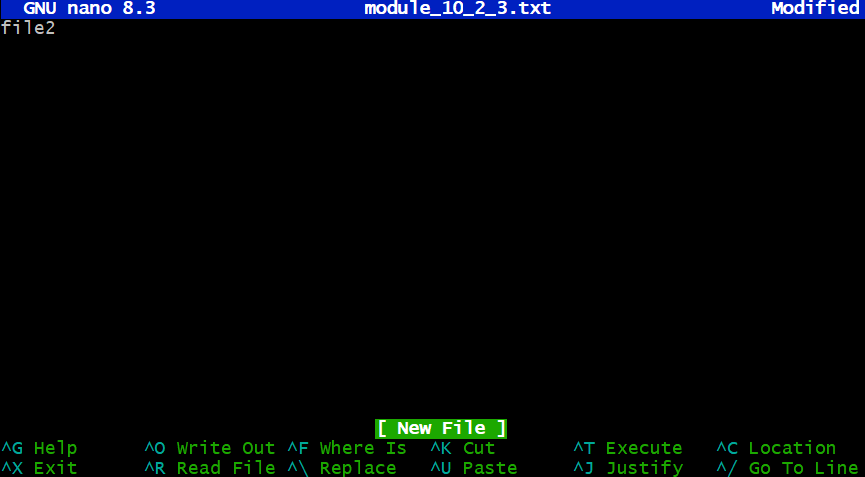 GNU nano 8.3 module_10_2_3.txt Modified
file2
[ New File ]
^G Help ^O Write Out ^F Where Is ^K Cut ^T Execute ^C Location
^X Exit ^R Read File ^\ Replace ^U Paste ^J Justify ^/ Go To Line